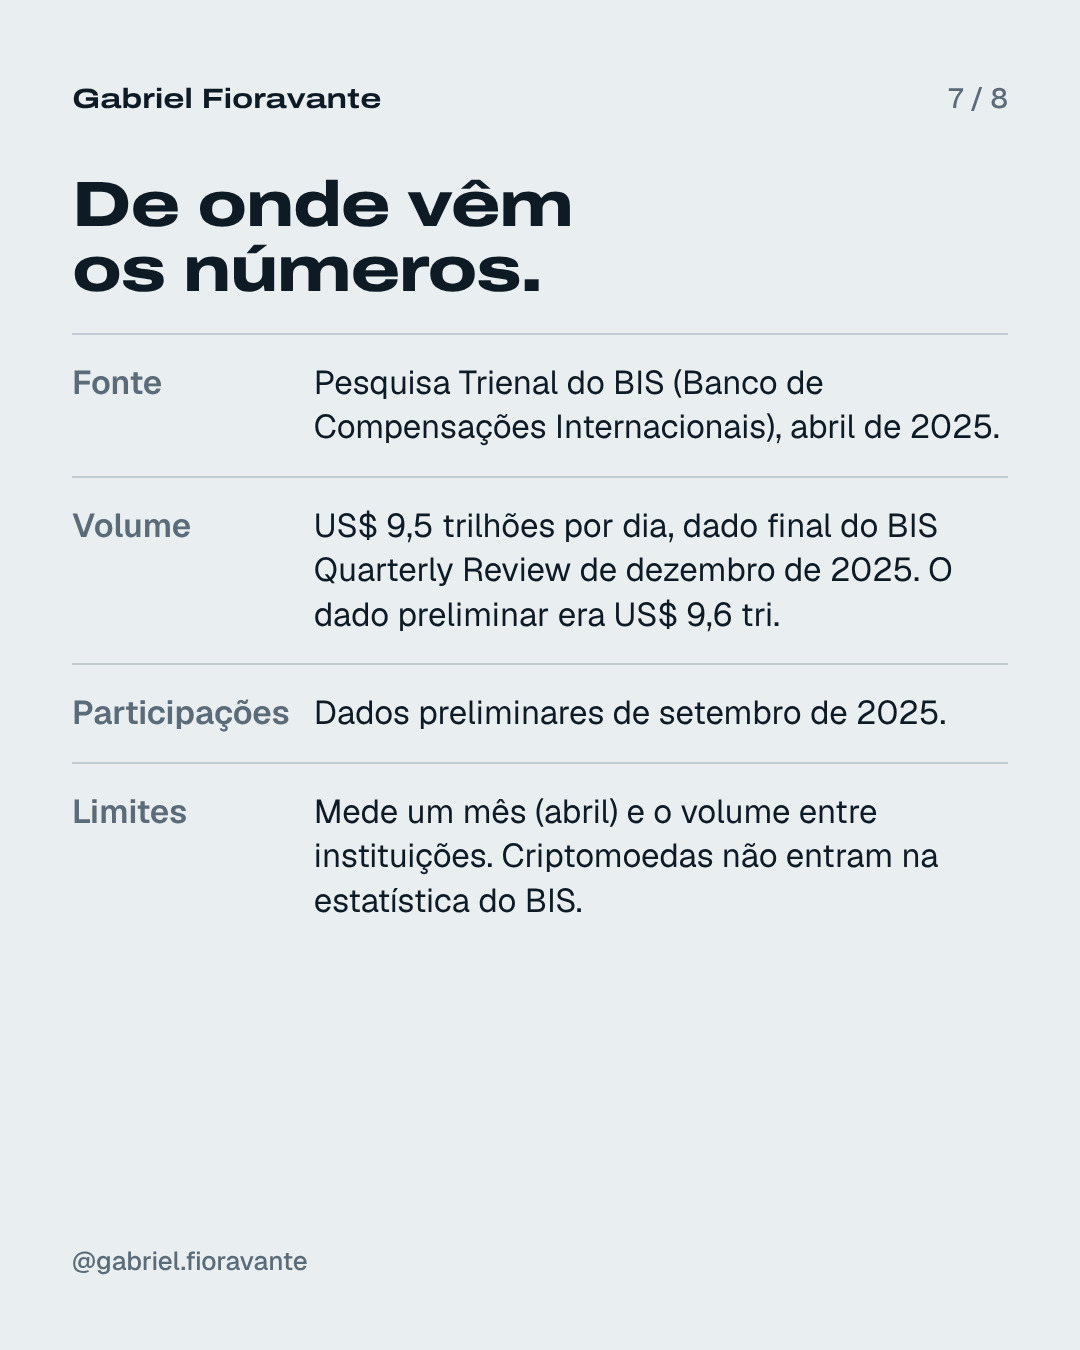 Gabriel Fioravante
7 / 8
De onde vêm
os números.
Fonte
Pesquisa Trienal do BIS (Banco de
Compensações Internacionais), abril de 2025.
Volume
US$ 9,5 trilhões por dia, dado final do BIS
Quarterly Review de dezembro de 2025. O
dado preliminar era US$ 9,6 tri.
Participações
Dados preliminares de setembro de 2025.
Limites
Mede um mês (abril) e o volume entre
instituições. Criptomoedas não entram na
estatística do BIS.
@gabriel.fioravante